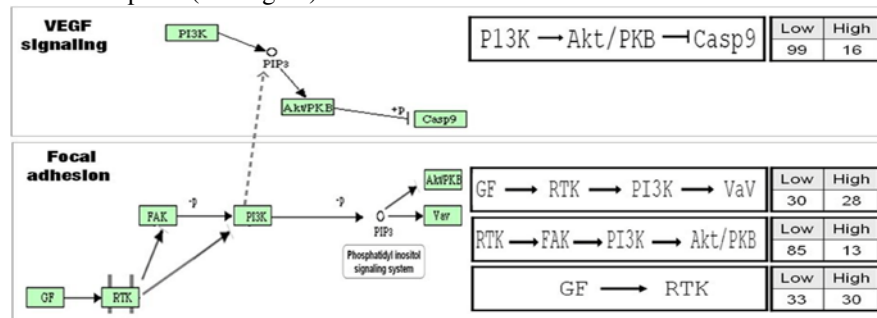 VEGF
signaling
PI3K
PIP3
Akt/PKB
+p
Casp9
P13K → Akt/PKB ⊣ Casp9
Low High
99 16
Focal
adhesion
FAK
-p
PI3K
-p
PIP3
Akt/PKB
Vav
Phosphatidyl inositol
signaling system
GF
RTK
GF → RTK → PI3K → VaV
Low High
30 28
RTK → FAK → PI3K → Akt/PKB
Low High
85 13
GF → RTK
Low High
33 30